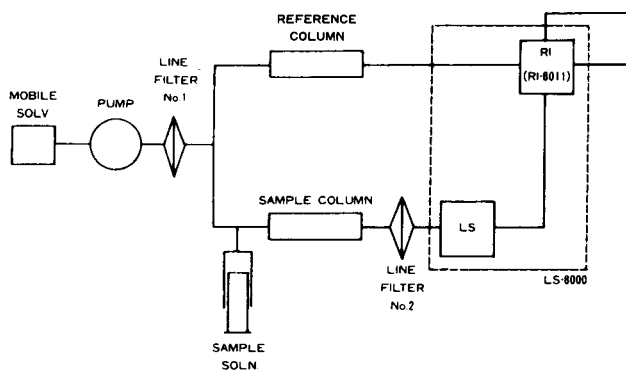 REFERENCE
COLUMN
RI
(RI-8011)
LINE
FILTER
No.1
MOBILE
SOLV
PUMP
SAMPLE COLUMN
LS
LINE
FILTER
No.2
LS-8000
SAMPLE
SOLN.